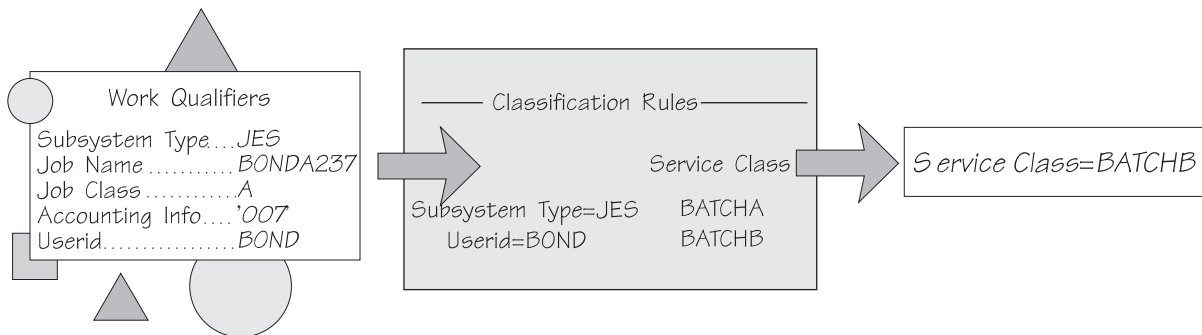 Work Qualifiers
Subsystem Type....JES
Job Name ...........BONDA237
Job Class ............A
Accounting Info....'007'
Userid.................BOND
Classification Rules
Service Class
Subsystem Type=JES BATCHA
Userid=BOND BATCHB
Service Class=BATCHB